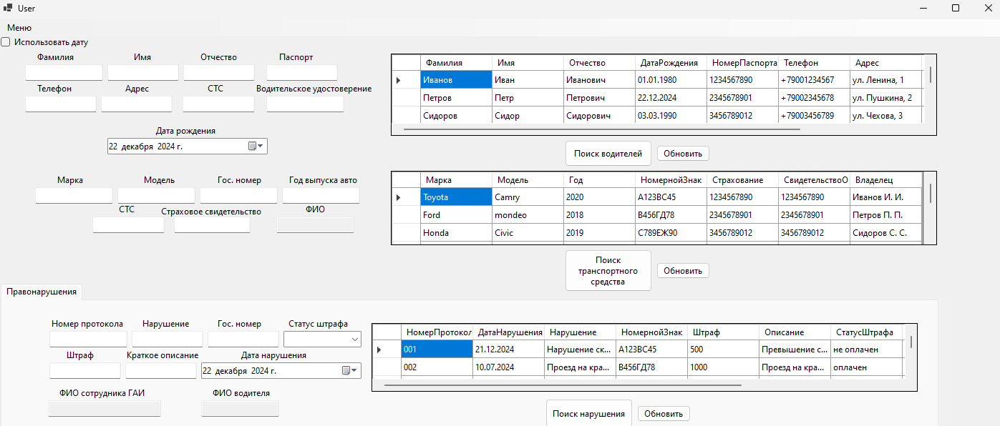 User
Меню
Использовать дату
Фамилия Имя Отчество Паспорт
Телефон Адрес СТС Водительское удостоверение
Дата рождения
22 декабря 2024 г.
Фамилия Имя Отчество ДатаРождения НомерПаспорта Телефон Адрес
Иванов Иван Иванович 01.01.1980 1234567890 +79001234567 ул. Ленина, 1
Петров Петр Петрович 22.12.2024 2345678901 +79002345678 ул. Пушкина, 2
Сидоров Сидор Сидорович 03.03.1990 3456789012 +79003456789 ул. Чехова, 3
Поиск водителей Обновить
Марка Модель Гос. номер Год выпуска авто
СТС Страховое свидетельство ФИО
Марка Модель Год НомернойЗнак Страхование СвидетельствоО Владелец
Toyota Camry 2020 А123ВС45 1234567890 1234567890 Иванов И. И.
Ford mondeo 2018 В456ГД78 2345678901 2345678901 Петров П. П.
Honda Civic 2019 С789ЕЖ90 3456789012 3456789012 Сидоров С. С.
Поиск
транспортного
средства
Обновить
Правонарушения
Номер протокола Нарушение Гос. номер Статус штрафа
Штраф Краткое описание Дата нарушения
22 декабря 2024 г.
ФИО сотрудника ГАИ ФИО водителя
НомерПротокол ДатаНарушения Нарушение НомернойЗнак Штраф Описание СтатусШтрафа
001 21.12.2024 Нарушение ск... А123ВС45 500 Превышение с... не оплачен
002 10.07.2024 Проезд на кра... В456ГД78 1000 Проезд на кра... оплачен
Поиск нарушения Обновить